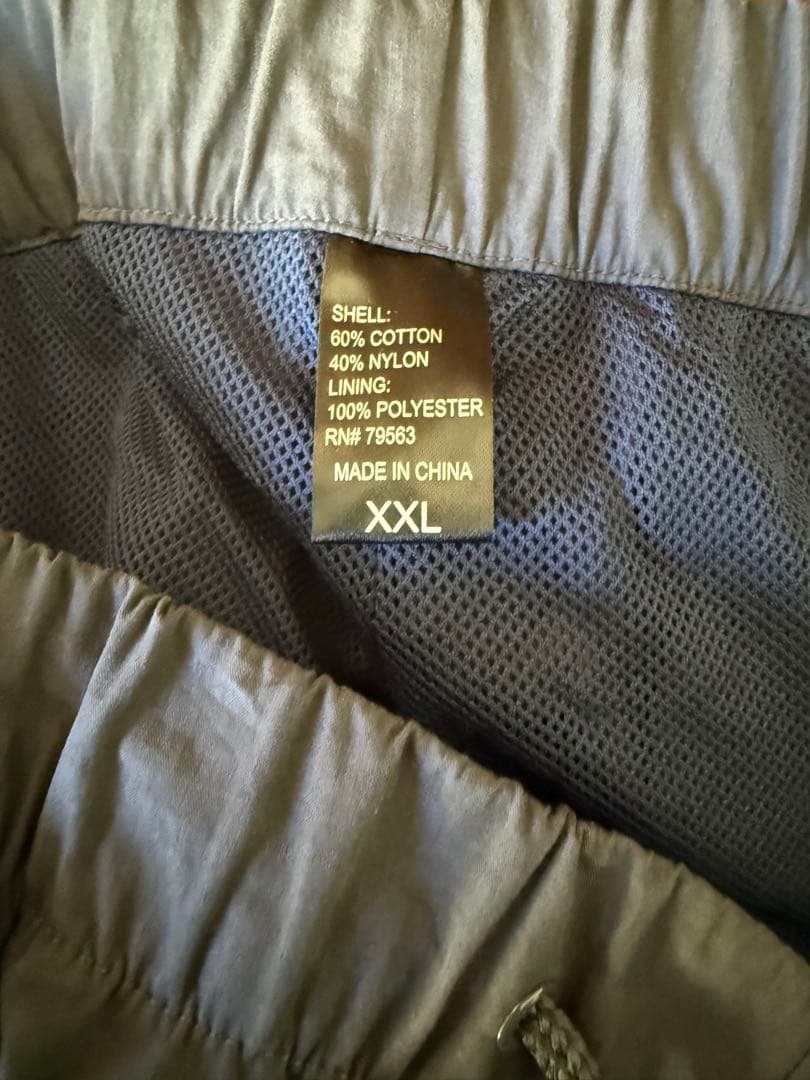 SHELL:
60% COTTON
40% NYLON
LINING:
100% POLYESTER
RN# 79563
MADE IN CHINA
XXL